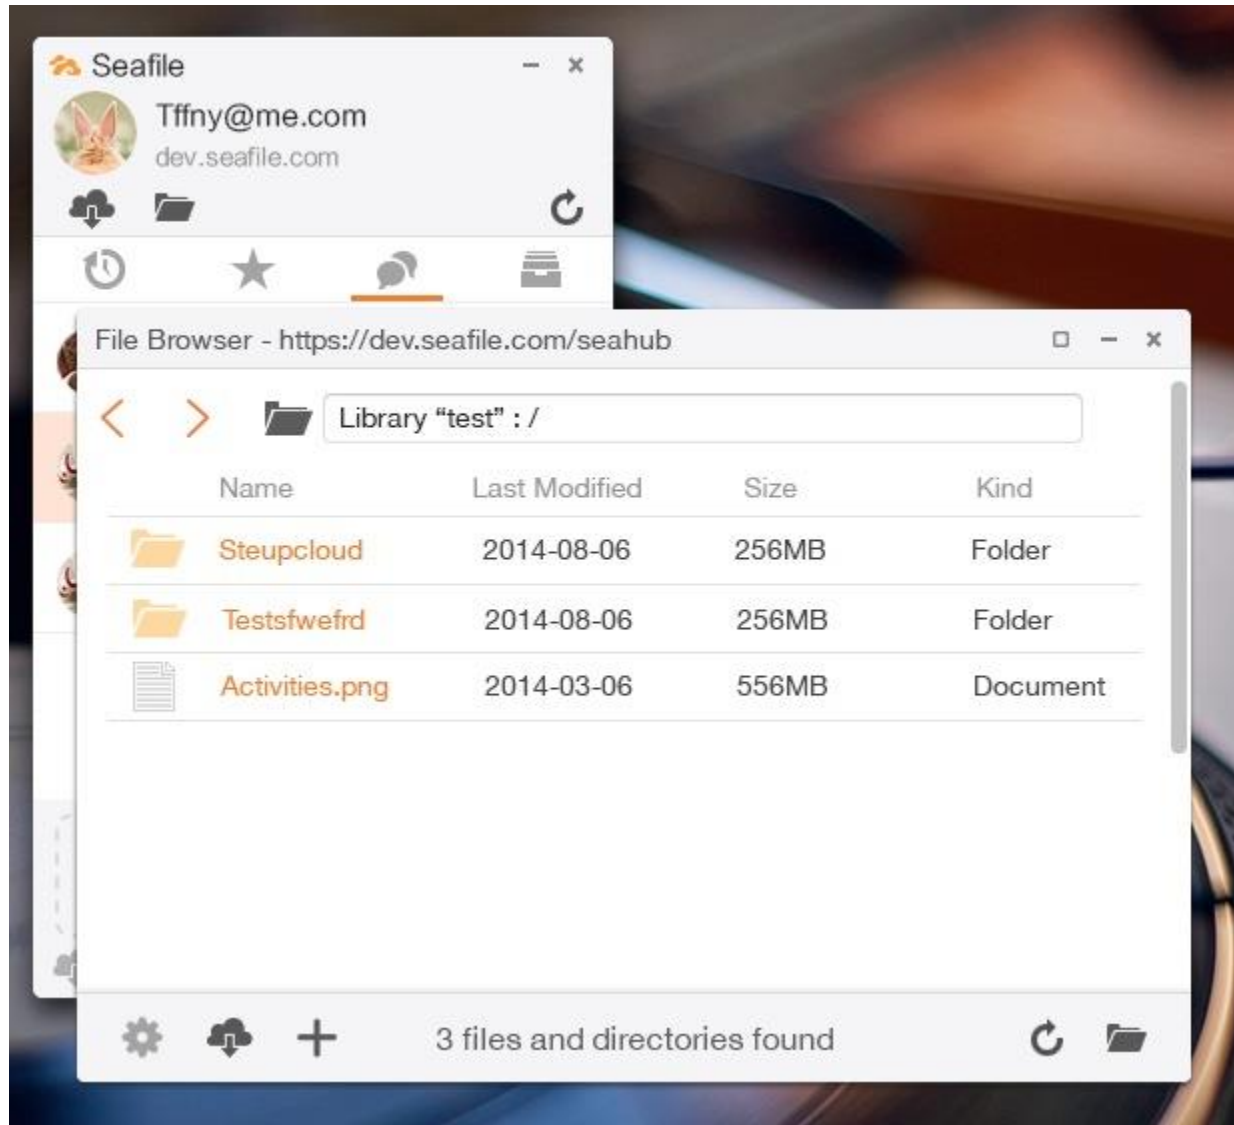 Seafile
Tffny@me.com
dev.seafile.com
File Browser - https://dev.seafile.com/seahub
Library “test” : /
Name Last Modified Size Kind
Steupcloud 2014-08-06 256MB Folder
Testsfwefrd 2014-08-06 256MB Folder
Activities.png 2014-03-06 556MB Document
3 files and directories found